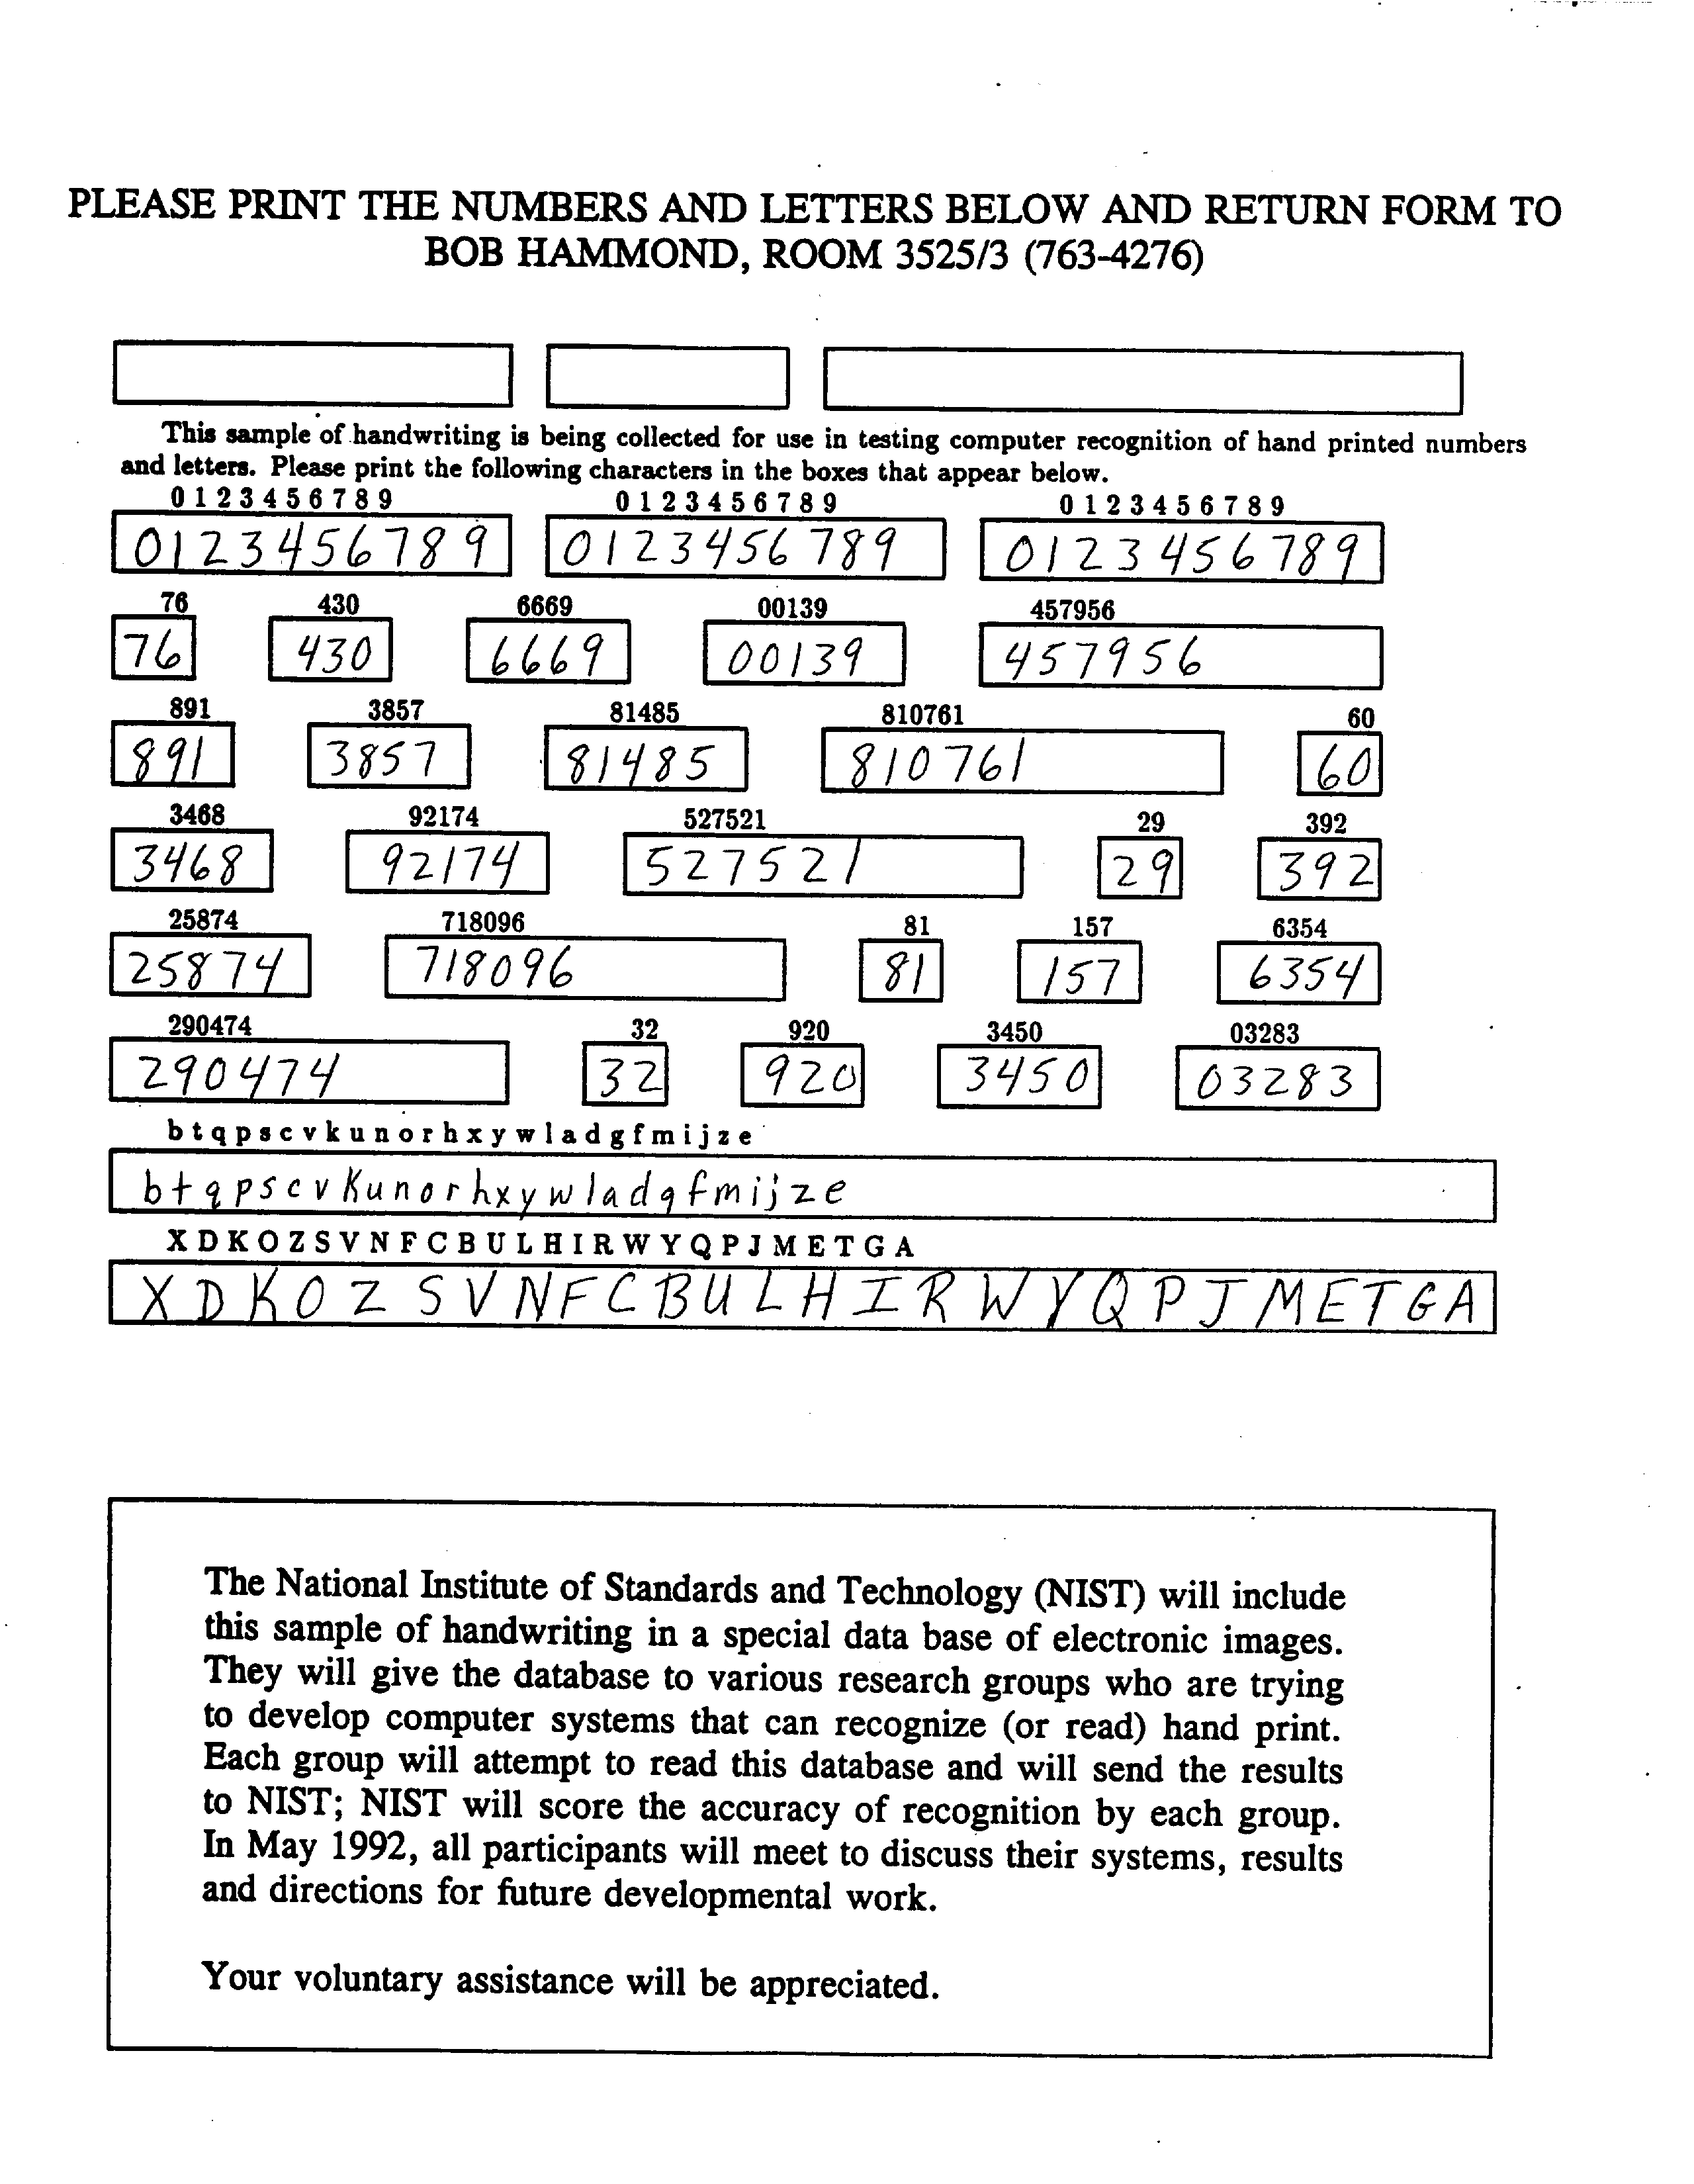 PLEASE PRINT THE NUMBERS AND LETTERS BELOW AND RETURN FORM TO
BOB HAMMOND, ROOM 3525/3 (763-4276)
This sample of handwriting is being collected for use in testing computer recognition of hand printed numbers
and letters. Please print the following characters in the boxes that appear below.
0 1 2 3 4 5 6 7 8 9 0 1 2 3 4 5 6 7 8 9 0 1 2 3 4 5 6 7 8 9
0123456789 0123456789 0123456789
76 430 6669 00139 457956
76 430 6669 00139 457956
891 3857 81485 810761 60
891 3857 81485 810761 60
3468 92174 527521 29 392
3468 92174 527521 29 392
25874 718096 81 157 6354
25874 718096 81 157 6354
290474 32 920 3450 03283
290474 32 920 3450 03283
b t q p s c v k u n o r h x y w l a d g f m i j z e
b t q p s c v k u n o r h x y w l a d g f m i j z e
X D K O Z S V N F C B U L H I R W Y Q P J M E T G A
X D K O Z S V N F C B U L H I R W Y Q P J M E T G A
The National Institute of Standards and Technology (NIST) will include
this sample of handwriting in a special data base of electronic images.
They will give the database to various research groups who are trying
to develop computer systems that can recognize (or read) hand print.
Each group will attempt to read this database and will send the results
to NIST; NIST will score the accuracy of recognition by each group.
In May 1992, all participants will meet to discuss their systems, results
and directions for future developmental work.
Your voluntary assistance will be appreciated.